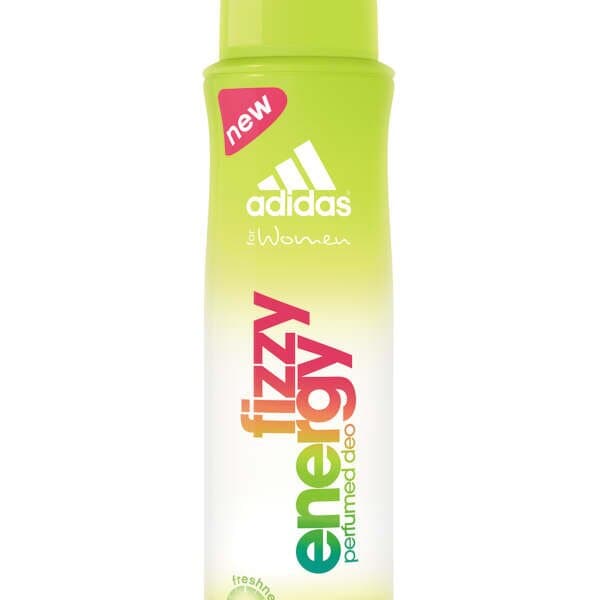 new
adidas
for Women
fizzy
energy
perfumed deo